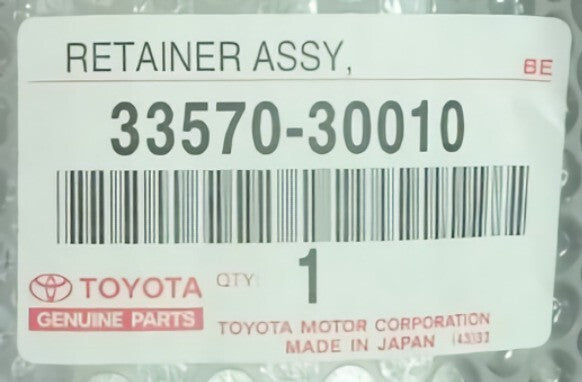 RETAINER ASSY,
BE
33570-30010
TOYOTA
QTY:
1
GENUINE PARTS
TOYOTA MOTOR CORPORATION
MADE IN JAPAN